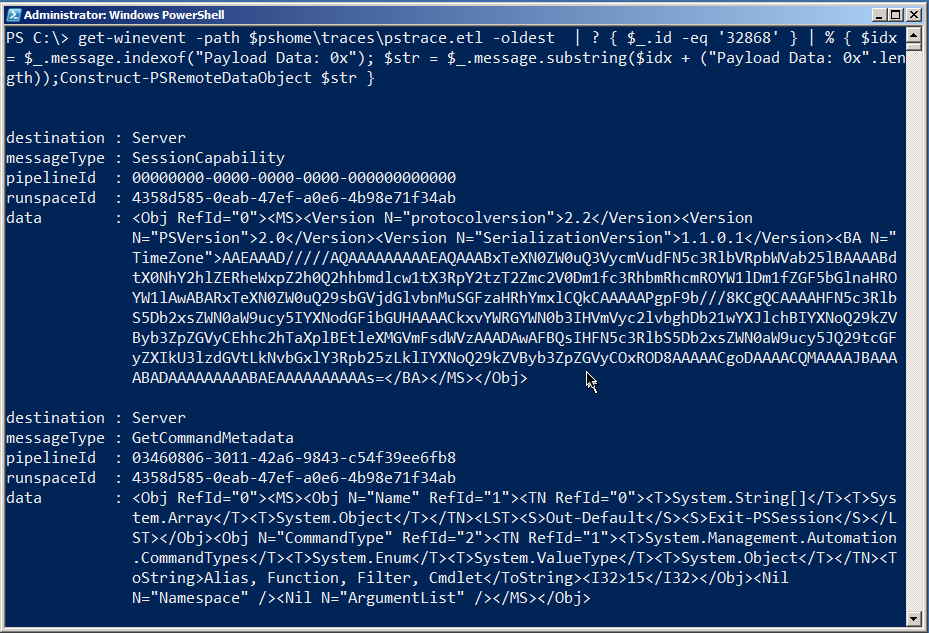 Administrator: Windows PowerShell
PS C:\> get-winevent -path $pshome\traces\pstrace.etl -oldest  | ? { $_.id -eq '32868' } | % { $idx
= $_.message.indexof("Payload Data: 0x"); $str = $_.message.substring($idx + ("Payload Data: 0x".len
gth));Construct-PSRemoteDataObject $str }
destination : Server
messageType : SessionCapability
pipelineId  : 00000000-0000-0000-0000-000000000000
runspaceId  : 4358d585-0eab-47ef-a0e6-4b98e71f34ab
data        : <Obj RefId="0"><MS><Version N="protocolversion">2.2</Version><Version
N="PSVersion">2.0</Version><Version N="SerializationVersion">1.1.0.1</Version><BA N="
TimeZone">AAEAAAD/////AQAAAAAAAAAEAQAAABxTeXN0ZW0uQ3VycmVudFN5c3RlbVRpbWVab25lBAAAABd
tX0NhY2hlZERheWxpZ2h0Q2hhbmdlcw1tX3RpY2tzT2Zmc2V0Dm1fc3RhbmRhcmROYW1lDm1fZGF5bGlnaHRO
YW1lAwABARxTeXN0ZW0uQ29sbGVjdGlvbnMuSGFzaHRhYmxlCQkCAAAAAPgpF9b///8KCgQCAAAAHFN5c3Rlb
S5Db2xsZWN0aW9ucy5IYXNodGFibGUHAAAACkxvYWRGYWN0b3IHVmVyc2lvbghDb21wYXJlchBIYXNoQ29kZV
Byb3ZpZGVyCEhhc2hTaXplBEtleXMGVmFsdWVzAAADAwAFBQsIHFN5c3RlbS5Db2xsZWN0aW9ucy5JQ29tcGF
yZXIkU3lzdGVtLkNvbGxlY3Rpb25zLklIYXNoQ29kZVByb3ZpZGVyCOxROD8AAAAACgoDAAAACQMAAAAJBAAA
ABADAAAAAAAAABAEAAAAAAAAAAs=</BA></MS></Obj>
destination : Server
messageType : GetCommandMetadata
pipelineId  : 03460806-3011-42a6-9843-c54f39ee6fb8
runspaceId  : 4358d585-0eab-47ef-a0e6-4b98e71f34ab
data        : <Obj RefId="0"><MS><Obj N="Name" RefId="1"><TN RefId="0"><T>System.String[]</T><T>Sys
tem.Array</T><T>System.Object</T></TN><LST><S>Out-Default</S><S>Exit-PSSession</S></L
ST></Obj><Obj N="CommandType" RefId="2"><TN RefId="1"><T>System.Management.Automation
.CommandTypes</T><T>System.Enum</T><T>System.ValueType</T><T>System.Object</T></TN><T
oString>Alias, Function, Filter, Cmdlet</ToString><I32>15</I32></Obj><Nil
N="Namespace" /><Nil N="ArgumentList" /></MS></Obj>